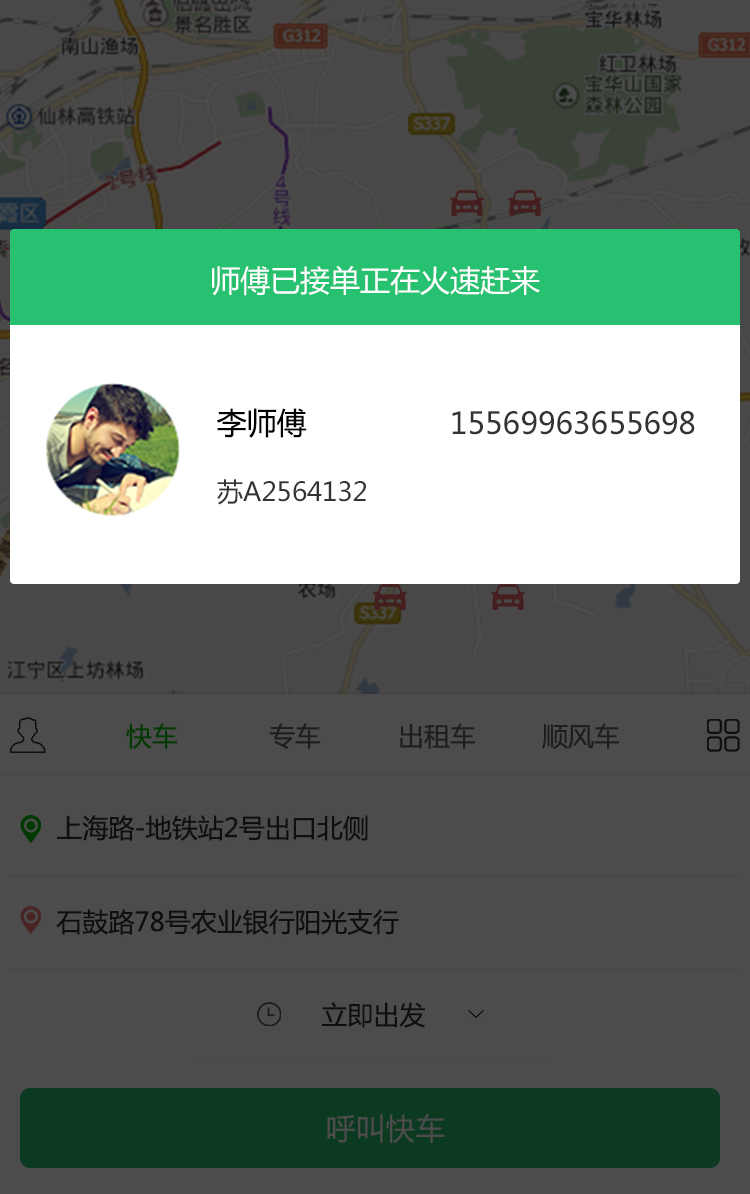 栖霞山风
景名胜区
南山渔场
G312
宝华林场
G312
红卫林场
宝华山国家
森林公园
仙林高铁站
S337
2号线
4号线
霞区
师傅已接单正在火速赶来
李师傅
15569963655698
苏A2564132
农场
S337
江宁区上坊林场
快车
专车
出租车
顺风车
上海路-地铁站2号出口北侧
石鼓路78号农业银行阳光支行
立即出发
呼叫快车